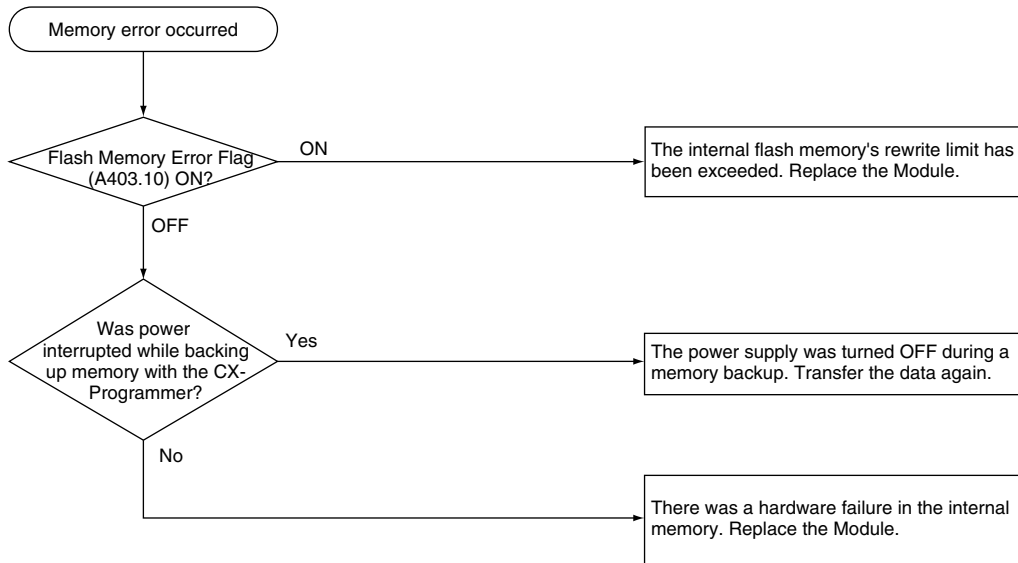 Memory error occurred
Flash Memory Error Flag
(A403.10) ON?
ON
The internal flash memory's rewrite limit has
been exceeded. Replace the Module.
OFF
Was power
interrupted while backing
up memory with the CX-
Programmer?
Yes
The power supply was turned OFF during a
memory backup. Transfer the data again.
No
There was a hardware failure in the internal
memory. Replace the Module.